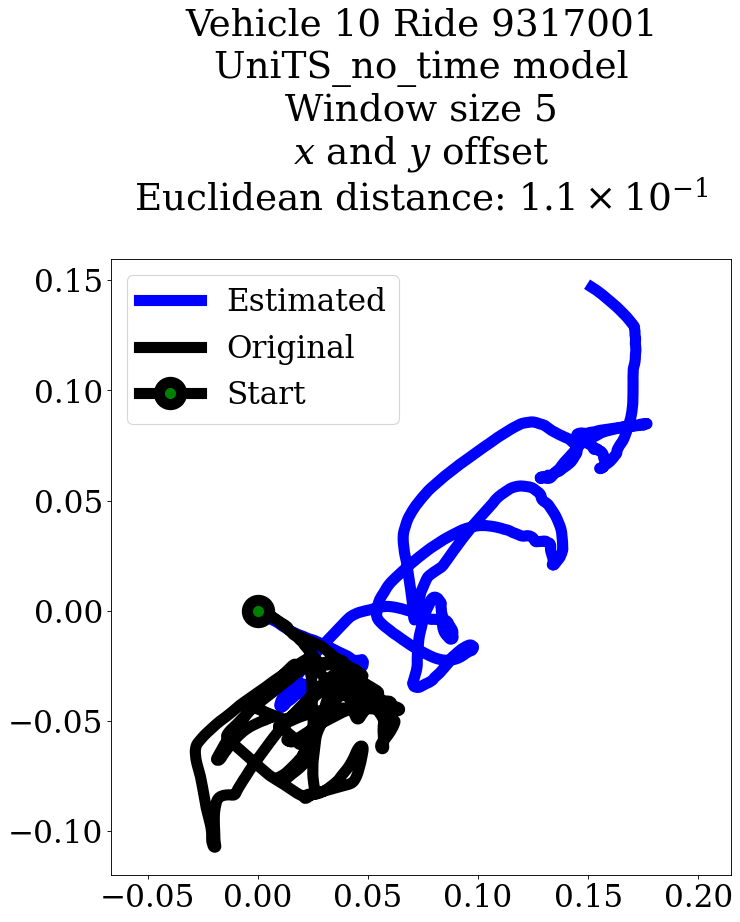 Vehicle 10 Ride 9317001
UniTS_no_time model
Window size 5
x and y offset
Euclidean distance: 1.1 × 10⁻¹
Estimated
Original
Start
0.15
0.10
0.05
0.00
−0.05
−0.10
−0.05 0.00 0.05 0.10 0.15 0.20